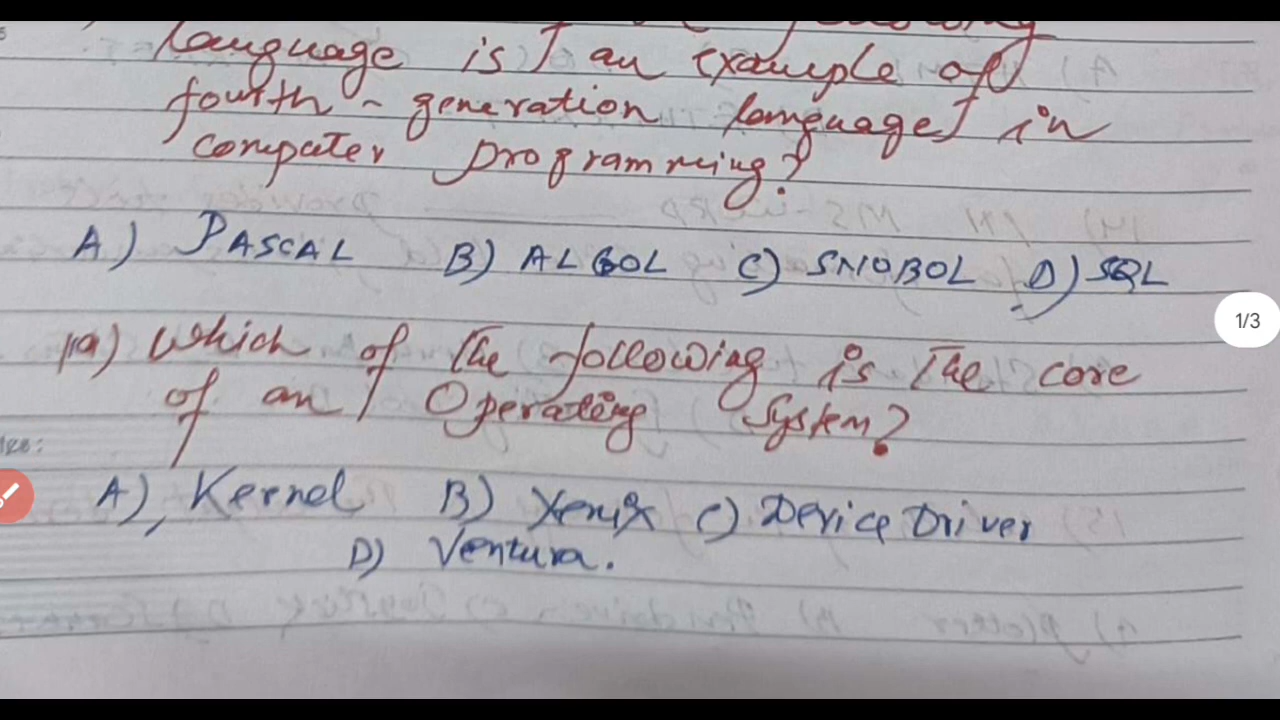 following
language is an example of
fourth - generation language in
computer programming?
A) PASCAL B) ALGOL C) SNOBOL D) SQL
19) Which of the following is the core
of an Operating System?
A) Kernel B) Xenix C) Device Driver
D) Ventura.
1/3